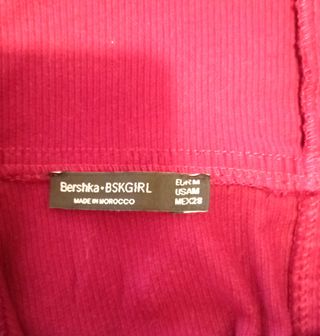 Bershka•BSKGIRL
MADE IN MOROCCO
EUR M
USA M
MEX 28